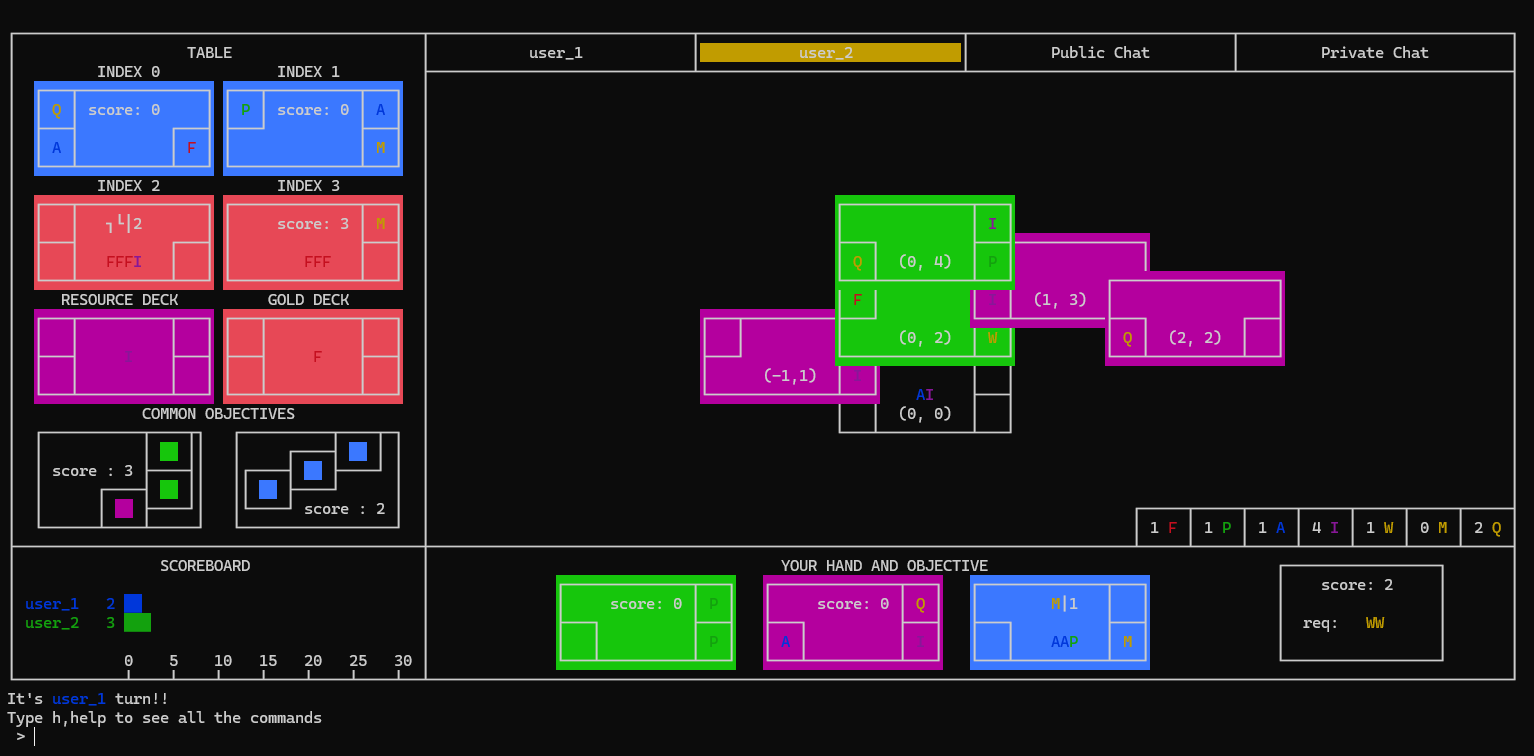 TABLE
user_1 user_2 Public Chat Private Chat
INDEX 0 INDEX 1
Q score: 0 P score: 0 A
A F M
INDEX 2 INDEX 3
┐└|2 score: 3 M
FFFI FFF
RESOURCE DECK GOLD DECK
I F
COMMON OBJECTIVES
score : 3
score : 2
I
Q (0, 4) P
F (1, 3)
(0, 2) W Q (2, 2)
(-1,1)
AI
(0, 0)
1 F 1 P 1 A 4 I 1 W 0 M 2 Q
SCOREBOARD
user_1 2
user_2 3
0 5 10 15 20 25 30
YOUR HAND AND OBJECTIVE
score: 0 P score: 0 Q M|1 score: 2
P A I AAP M req: WW
It's user_1 turn!!
Type h,help to see all the commands
>